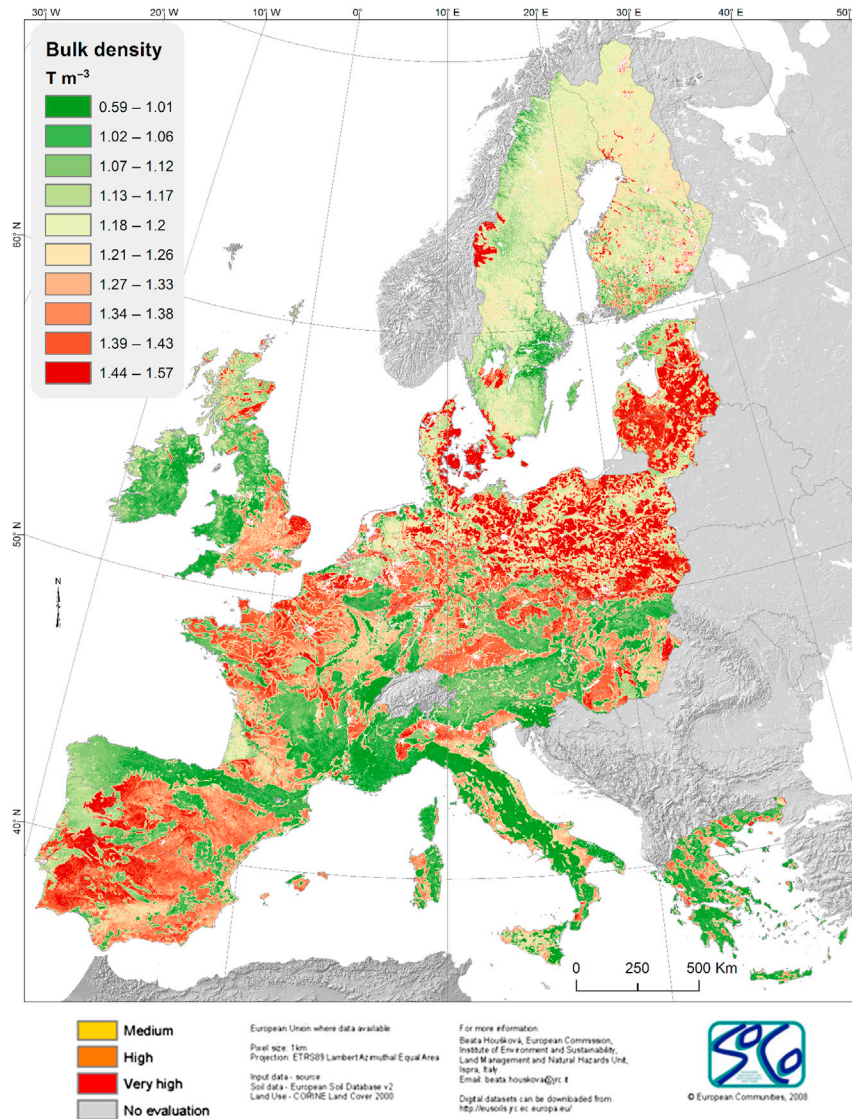 30° W
20° W
10° W
0°
10° E
20° E
30° E
40° E
50°
Bulk density
T m⁻³
0.59 – 1.01
1.02 – 1.06
1.07 – 1.12
1.13 – 1.17
1.18 – 1.2
1.21 – 1.26
1.27 – 1.33
1.34 – 1.38
1.39 – 1.43
1.44 – 1.57
60° N
50° N
40° N
N
0 250 500 Km
Medium
High
Very high
No evaluation
European Union where data available
Pixel size: 1km
Projection: ETRS89 Lambert Azimuthal Equal Area
Input data - source
Soil data - European Soil Database v2
Land Use - CORINE Land Cover 2000
For more information:
Beata Houšková, European Commission,
Institute of Environment and Sustainability,
Land Management and Natural Hazards Unit,
Ispra, Italy
Email: beata.houskova@jrc.it
Digital datasets can be downloaded from
http://eusoils.jrc.ec.europa.eu/
SoCo
© European Communities, 2008